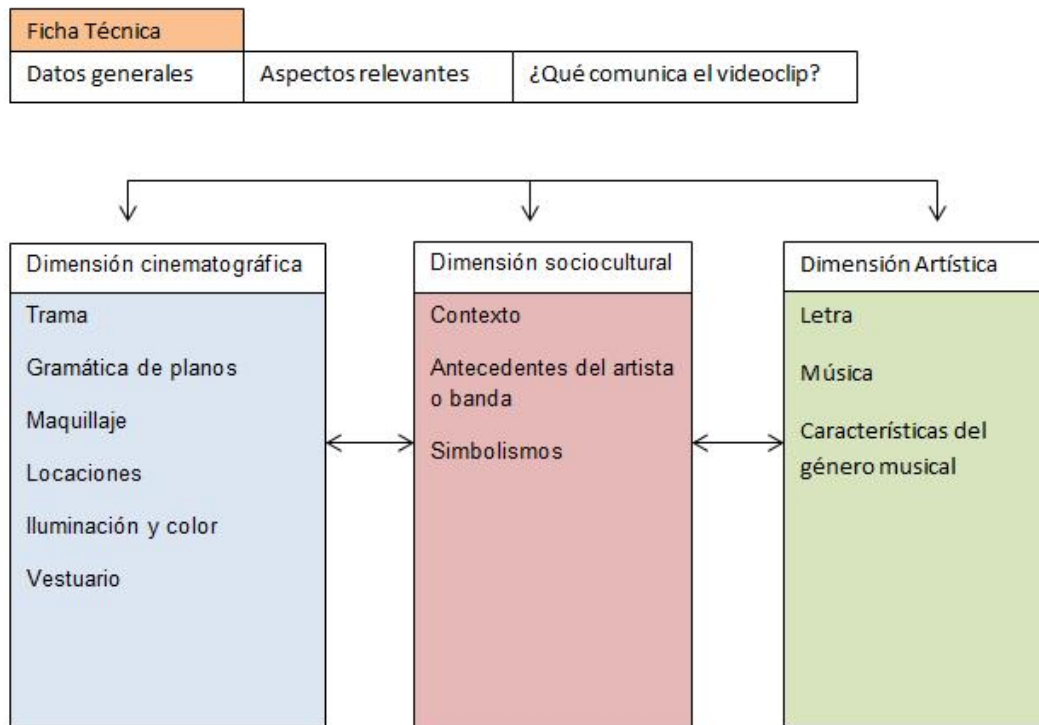 Ficha Técnica
Datos generales
Aspectos relevantes
¿Qué comunica el videoclip?
Dimensión cinematográfica
Trama
Gramática de planos
Maquillaje
Locaciones
Iluminación y color
Vestuario
Dimensión sociocultural
Contexto
Antecedentes del artista
o banda
Simbolismos
Dimensión Artística
Letra
Música
Características del
género musical